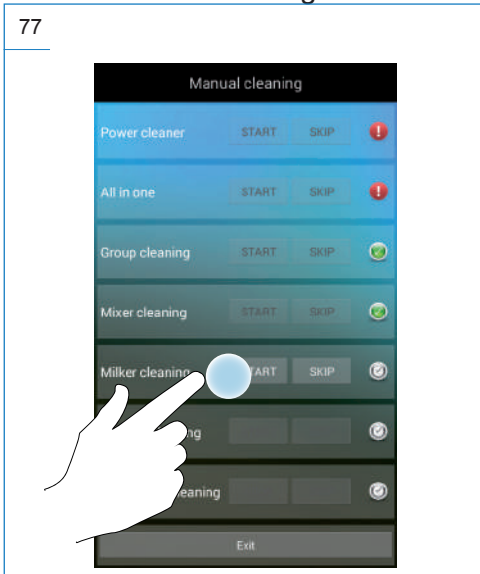 77
Manual cleaning
Power cleaner START SKIP
All in one START SKIP
Group cleaning START SKIP
Mixer cleaning START SKIP
Milker cleaning START SKIP
Exit